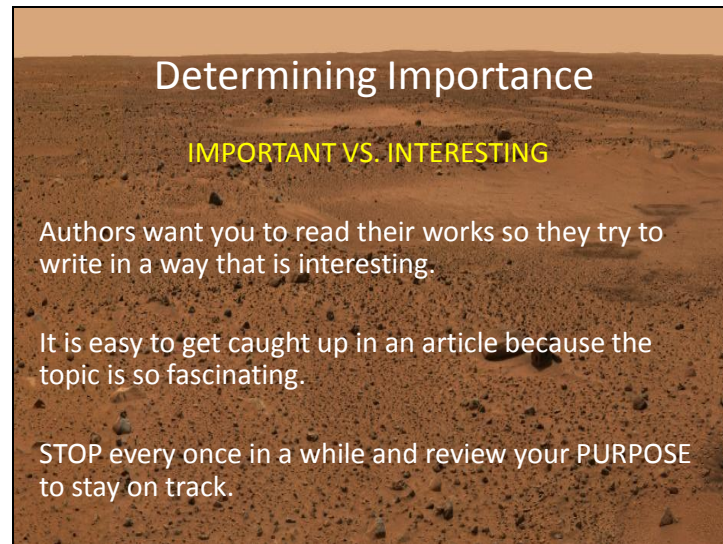 Determining Importance
IMPORTANT VS. INTERESTING
Authors want you to read their works so they try to
write in a way that is interesting.
It is easy to get caught up in an article because the
topic is so fascinating.
STOP every once in a while and review your PURPOSE
to stay on track.